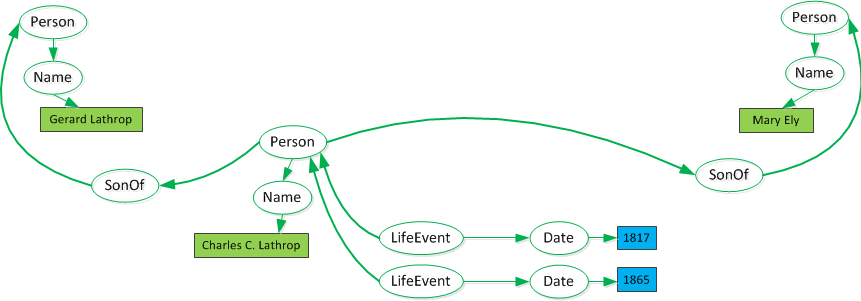 Person
Person
Name
Name
Gerard Lathrop
Mary Ely
Person
SonOf
SonOf
Name
Charles C. Lathrop
LifeEvent
Date
1817
LifeEvent
Date
1865